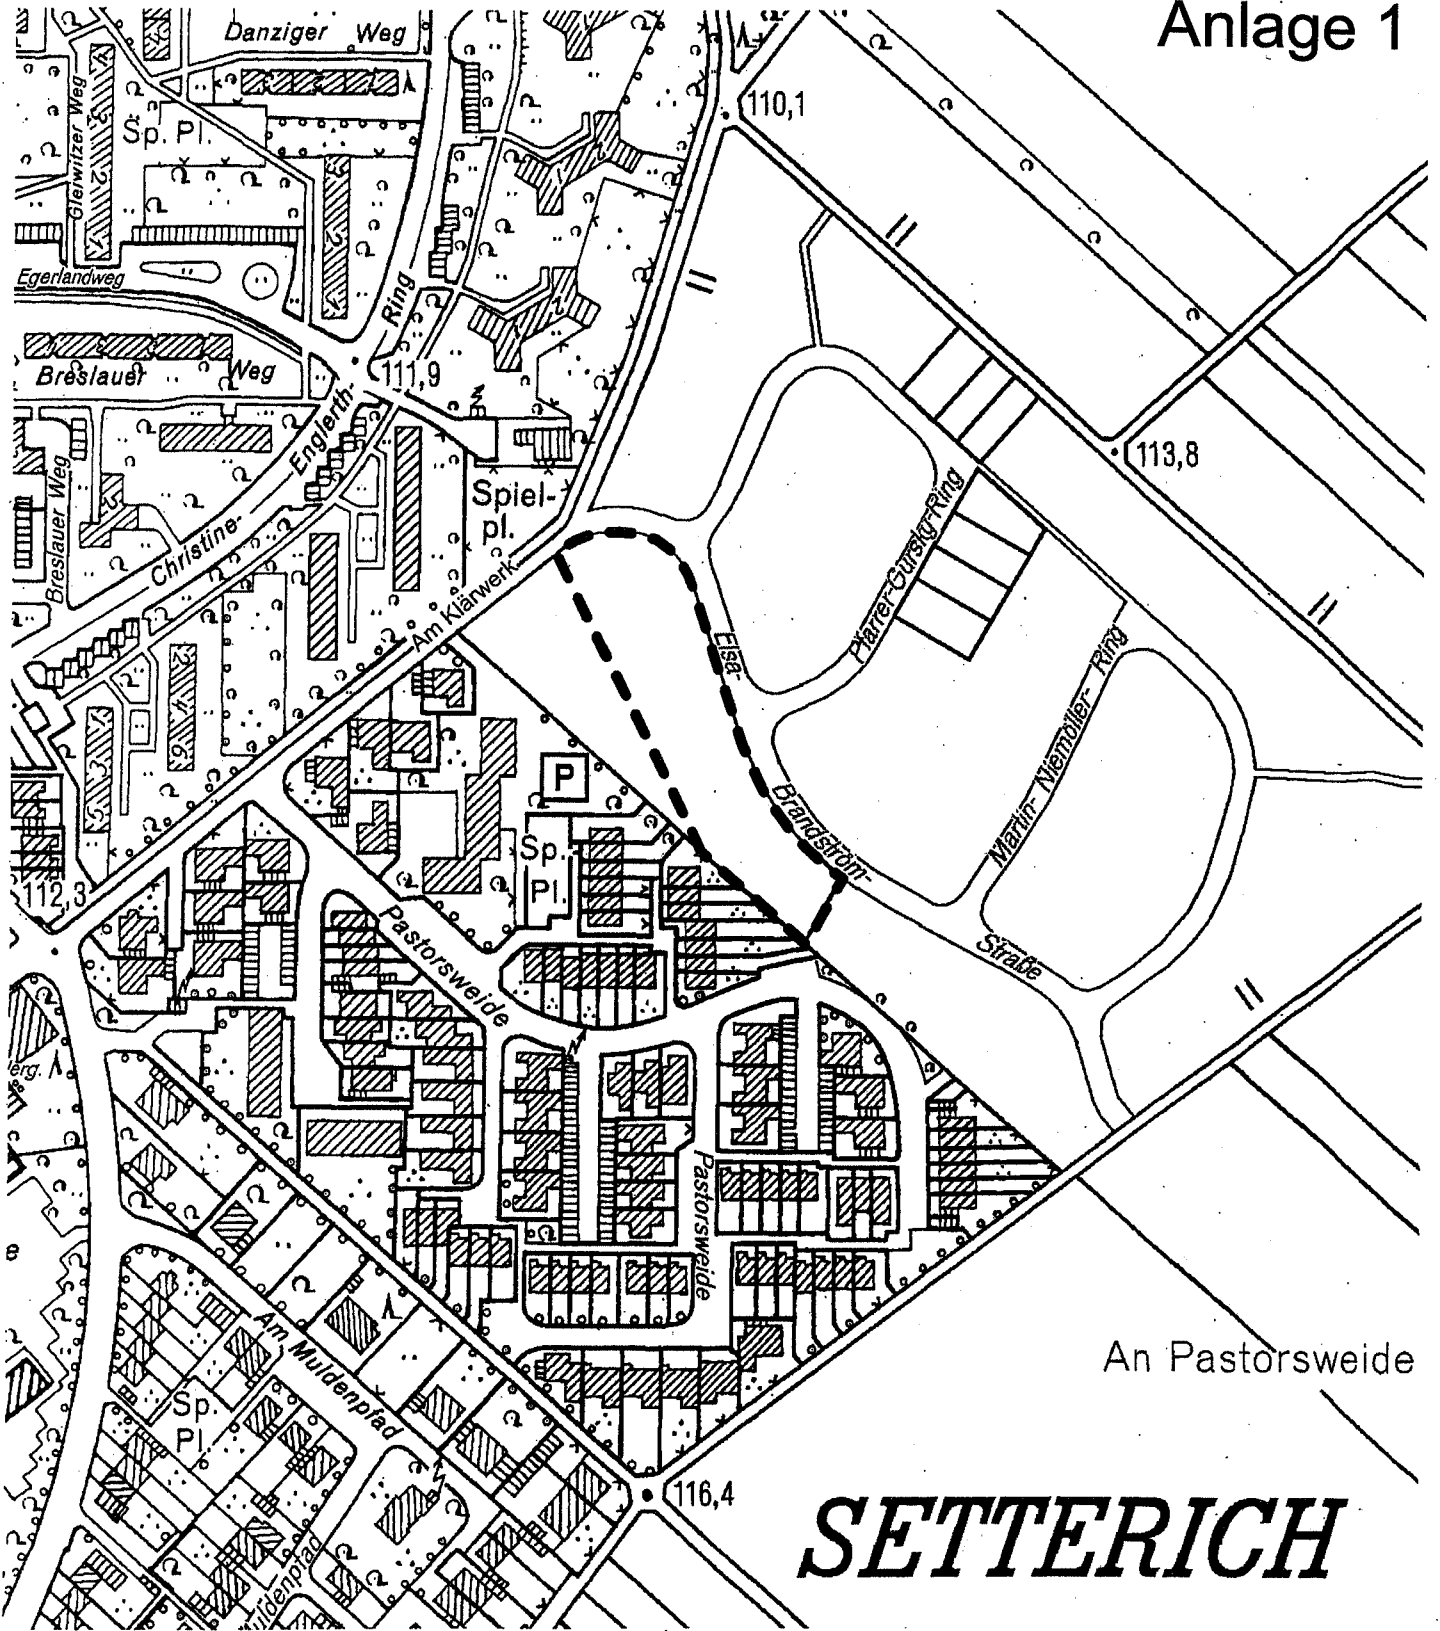 Anlage 1
Danziger Weg
Gleiwitzer Weg
Sp. Pl.
110,1
Egerlandweg
Ring
Breslauer Weg
111,9
Englerth-
Breslauer Weg
Christine-
Spiel-
pl.
113,8
Am Klärwerk
Pfarrer-Gursky-Ring
Elsa-
Martin- Niemöller- Ring
P
Brandström-
Straße
Sp.
Pl.
112,3
Pastorsweide
Pastorsweide
An Pastorsweide
Am Muldenpfad
Sp.
Pl.
116,4
Muldenpfad
SETTERICH